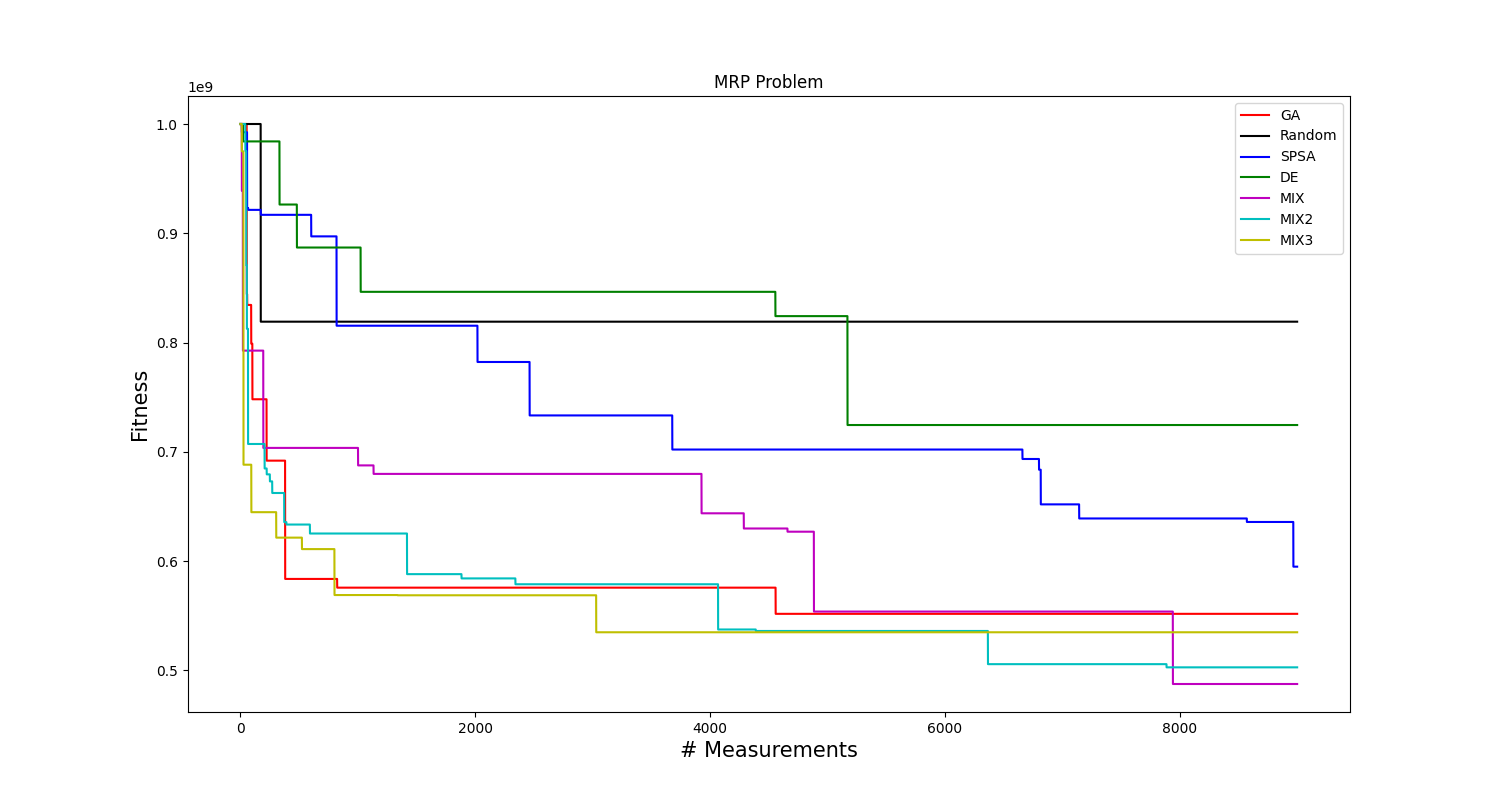 MRP Problem
1e9
1.0
0.9
0.8
0.7
0.6
0.5
Fitness
0
2000
4000
6000
8000
# Measurements
GA
Random
SPSA
DE
MIX
MIX2
MIX3